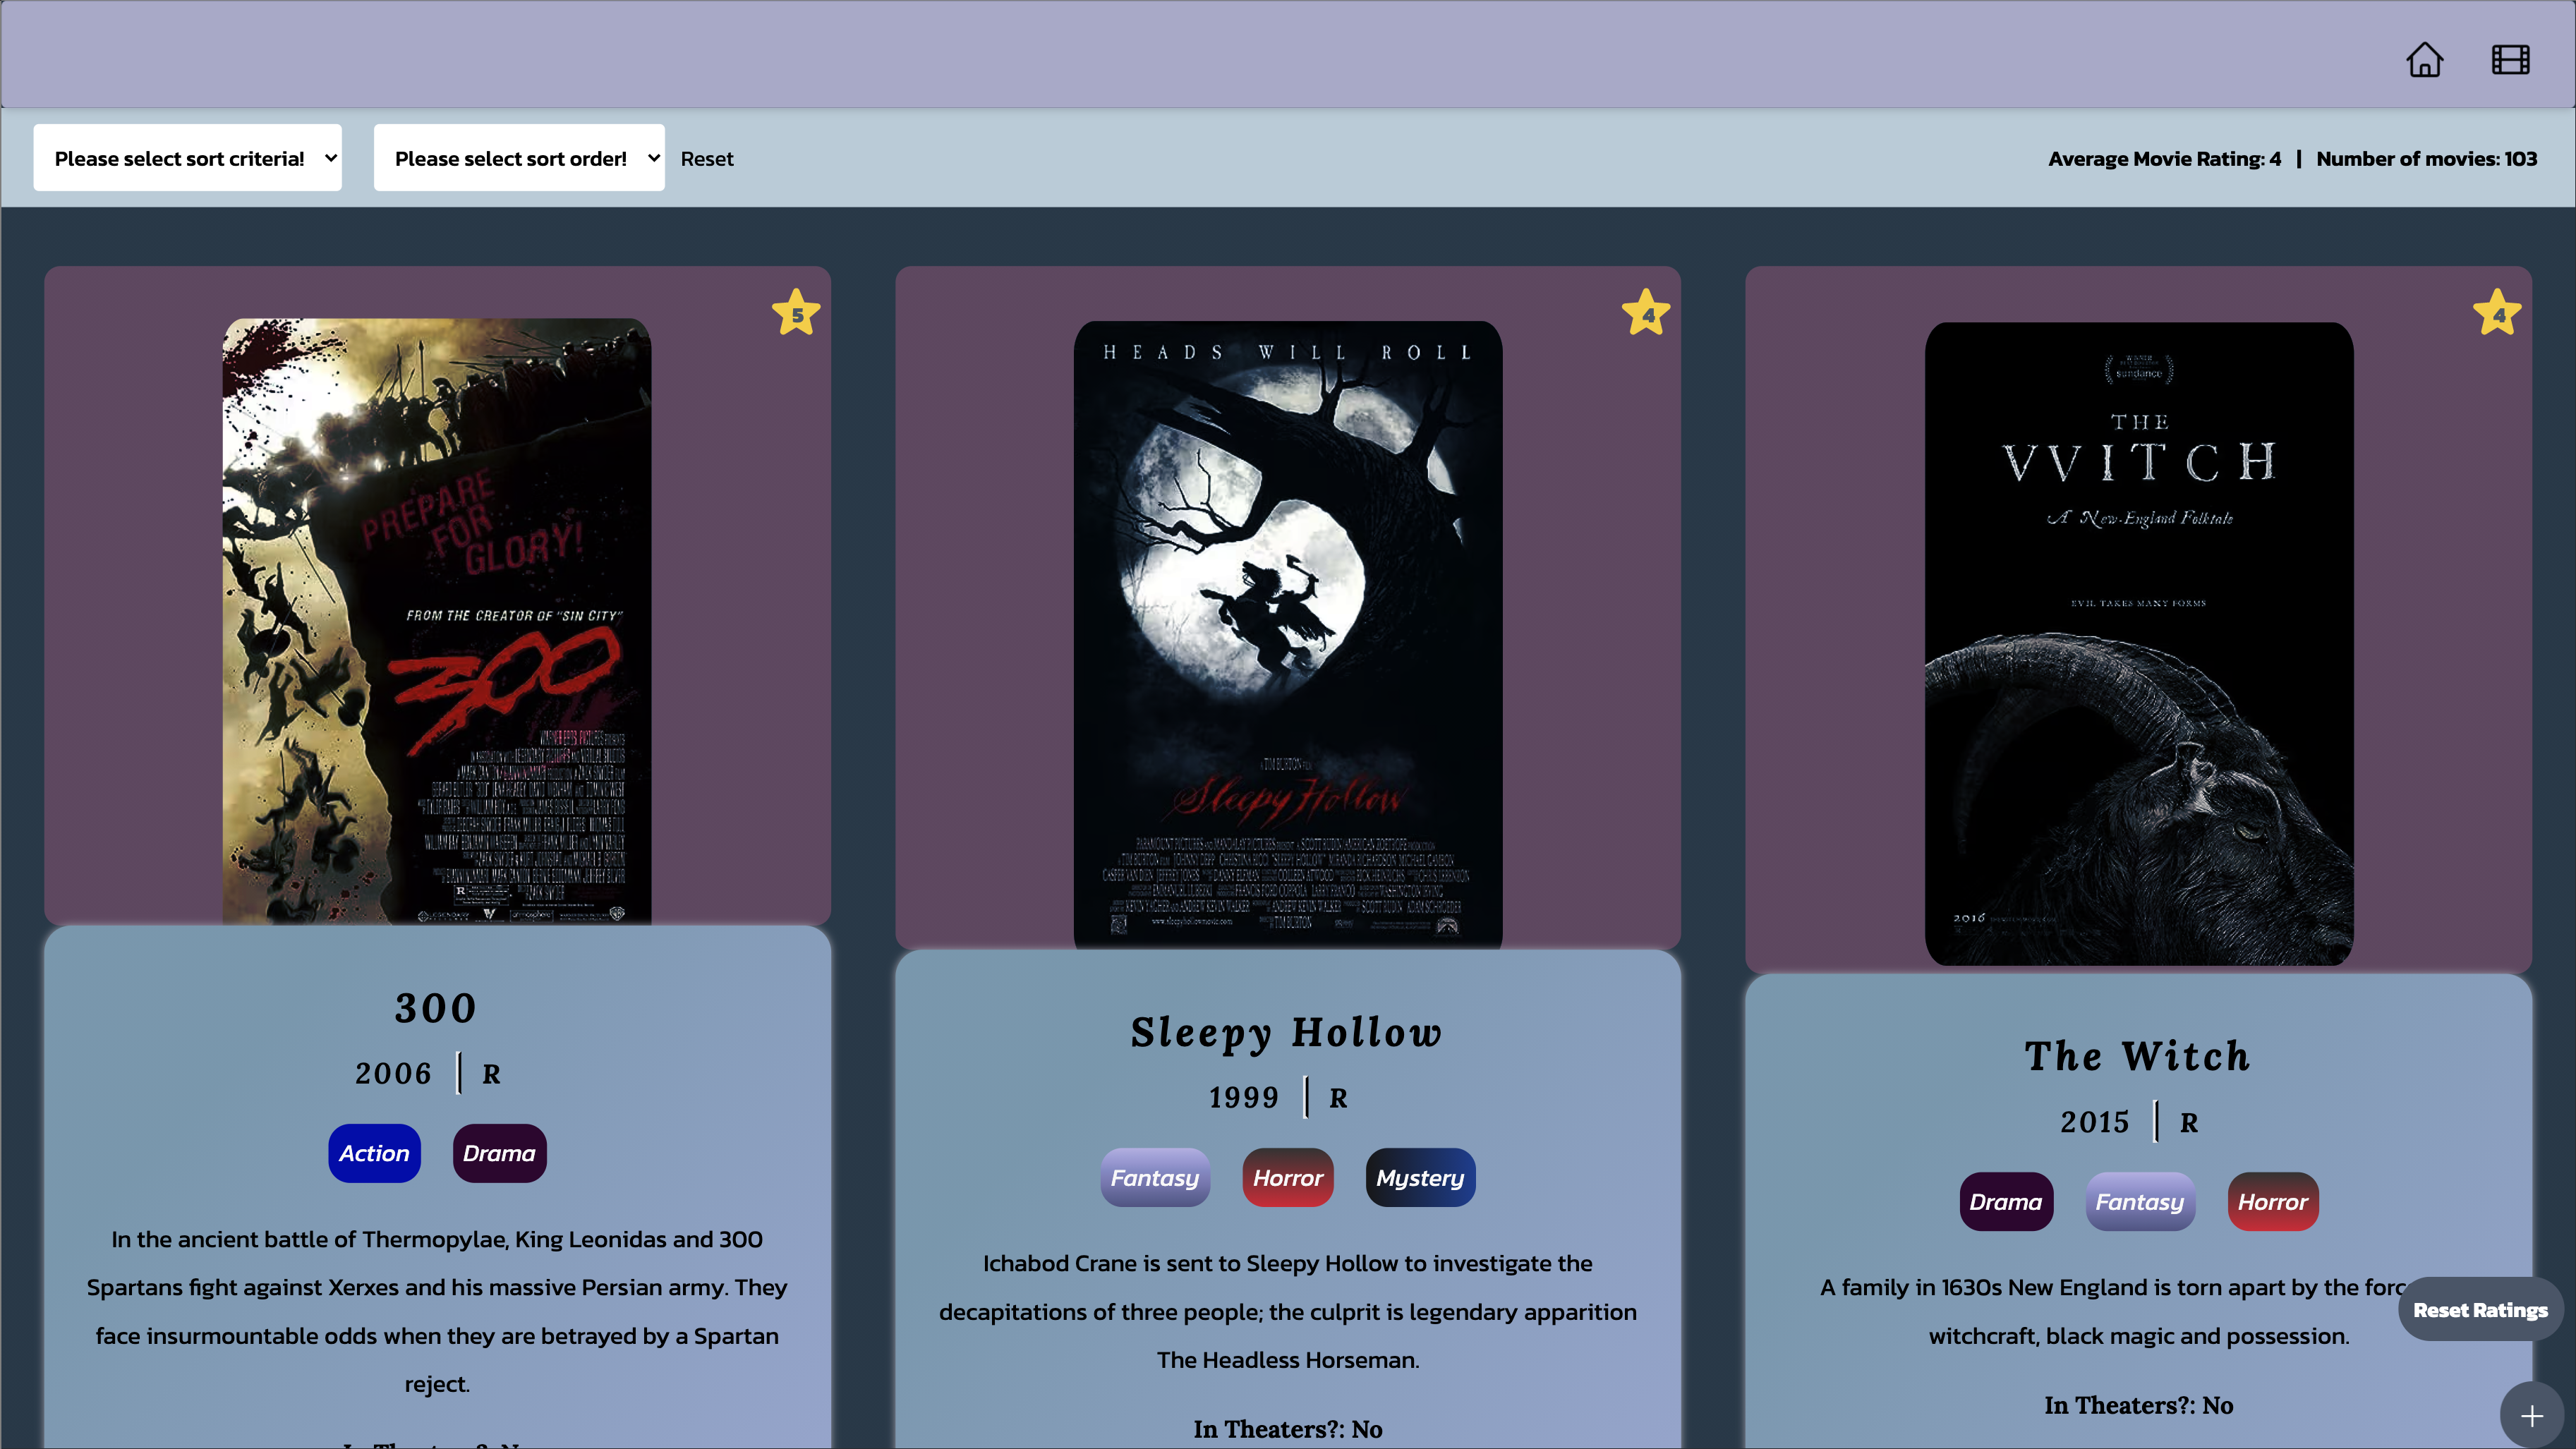 Please select sort criteria!
Please select sort order!
Reset
Average Movie Rating: 4 | Number of movies: 103
5
PREPARE
FOR
GLORY!
FROM THE CREATOR OF "SIN CITY"
300
300
2006 | R
Action Drama
In the ancient battle of Thermopylae, King Leonidas and 300
Spartans fight against Xerxes and his massive Persian army. They
face insurmountable odds when they are betrayed by a Spartan
reject.
4
HEADS WILL ROLL
A TIM BURTON FILM
Sleepy Hollow
www.sleepyhollowmovie.com
Sleepy Hollow
1999 | R
Fantasy Horror Mystery
Ichabod Crane is sent to Sleepy Hollow to investigate the
decapitations of three people; the culprit is legendary apparition
The Headless Horseman.
In Theaters?: No
4
sundance
THE
VVITCH
A New-England Folktale
EVIL TAKES MANY FORMS
2016
The Witch
2015 | R
Drama Fantasy Horror
A family in 1630s New England is torn apart by the forc
witchcraft, black magic and possession.
In Theaters?: No
Reset Ratings
+